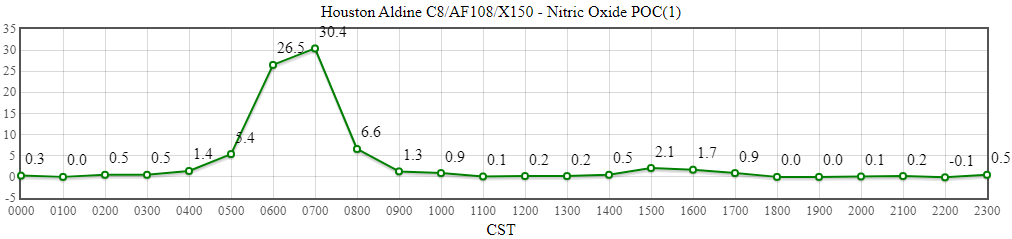 Houston Aldine C8/AF108/X150 - Nitric Oxide POC(1)
35
30
25
20
15
10
5
0
-5
0.3 0.0 0.5 0.5 1.4 5.4 26.5 30.4 6.6 1.3 0.9 0.1 0.2 0.2 0.5 2.1 1.7 0.9 0.0 0.0 0.1 0.2 -0.1 0.5
0000 0100 0200 0300 0400 0500 0600 0700 0800 0900 1000 1100 1200 1300 1400 1500 1600 1700 1800 1900 2000 2100 2200 2300
CST